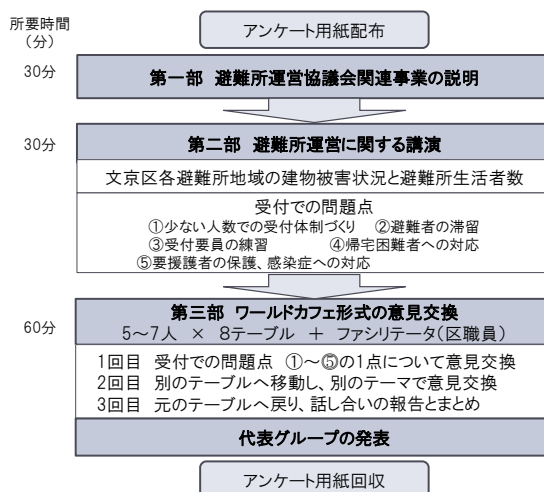 所要時間
(分)
アンケート用紙配布
30分
第一部 避難所運営協議会関連事業の説明
30分
第二部 避難所運営に関する講演
文京区各避難所地域の建物被害状況と避難所生活者数
受付での問題点
①少ない人数での受付体制づくり ②避難者の滞留
③受付要員の練習 ④帰宅困難者への対応
⑤要援護者の保護、感染症への対応
60分
第三部 ワールドカフェ形式の意見交換
5~7人 × 8テーブル + ファシリテータ(区職員)
1回目 受付での問題点 ①~⑤の1点について意見交換
2回目 別のテーブルへ移動し、別のテーマで意見交換
3回目 元のテーブルへ戻り、話し合いの報告とまとめ
代表グループの発表
アンケート用紙回収